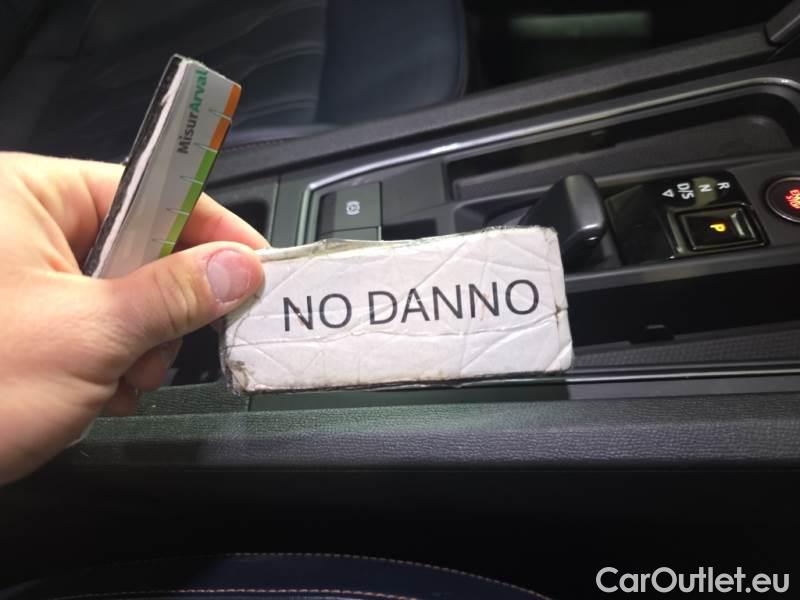 MisurArval
NO DANNO
R
N
D/S
P
CarOutlet.eu